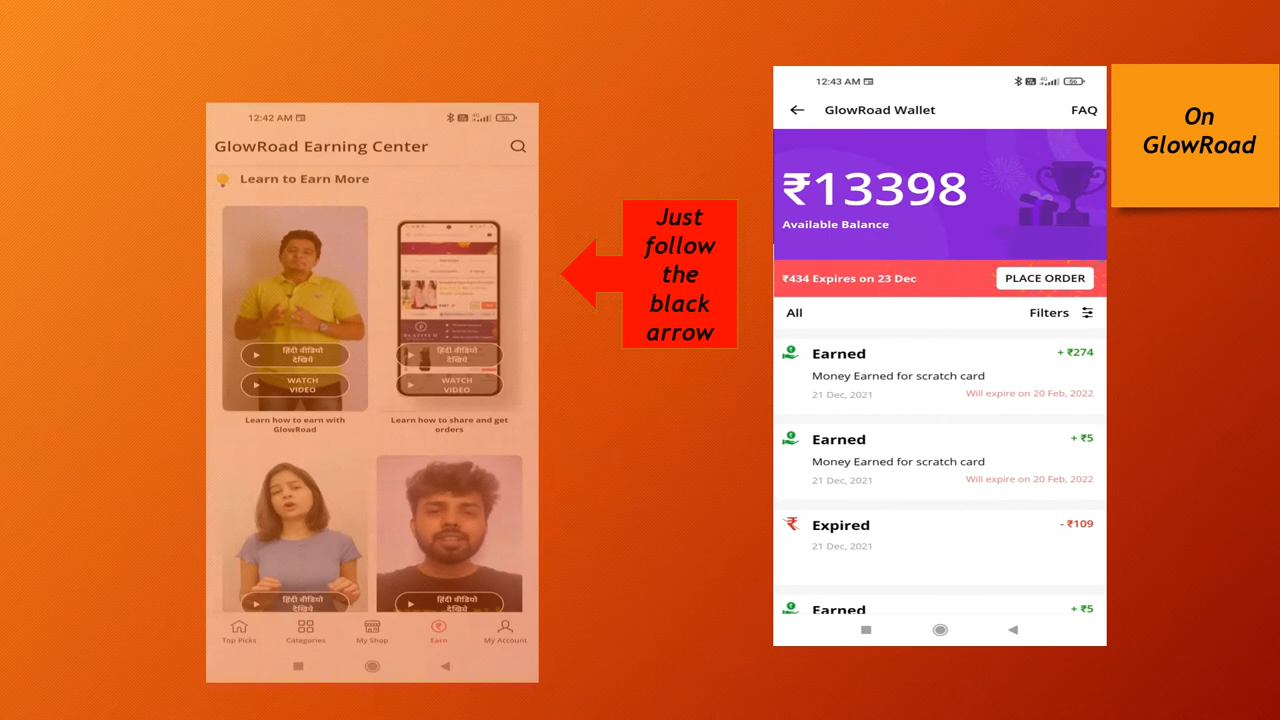 12:42 AM
56
GlowRoad Earning Center
Learn to Earn More
हिंदी वीडियो
देखिये
WATCH
VIDEO
Learn how to earn with
GlowRoad
हिंदी वीडियो
देखिये
WATCH
VIDEO
Learn how to share and get
orders
हिंदी वीडियो
देखिये
हिंदी वीडियो
देखिये
Top Picks
Categories
My Shop
Earn
My Account
Just
follow
the
black
arrow
12:43 AM
4G
56
GlowRoad Wallet
FAQ
₹13398
Available Balance
₹434 Expires on 23 Dec
PLACE ORDER
All
Filters
Earned
+ ₹274
Money Earned for scratch card
21 Dec, 2021
Will expire on 20 Feb, 2022
Earned
+ ₹5
Money Earned for scratch card
21 Dec, 2021
Will expire on 20 Feb, 2022
Expired
- ₹109
21 Dec, 2021
Earned
+ ₹5
On
GlowRoad